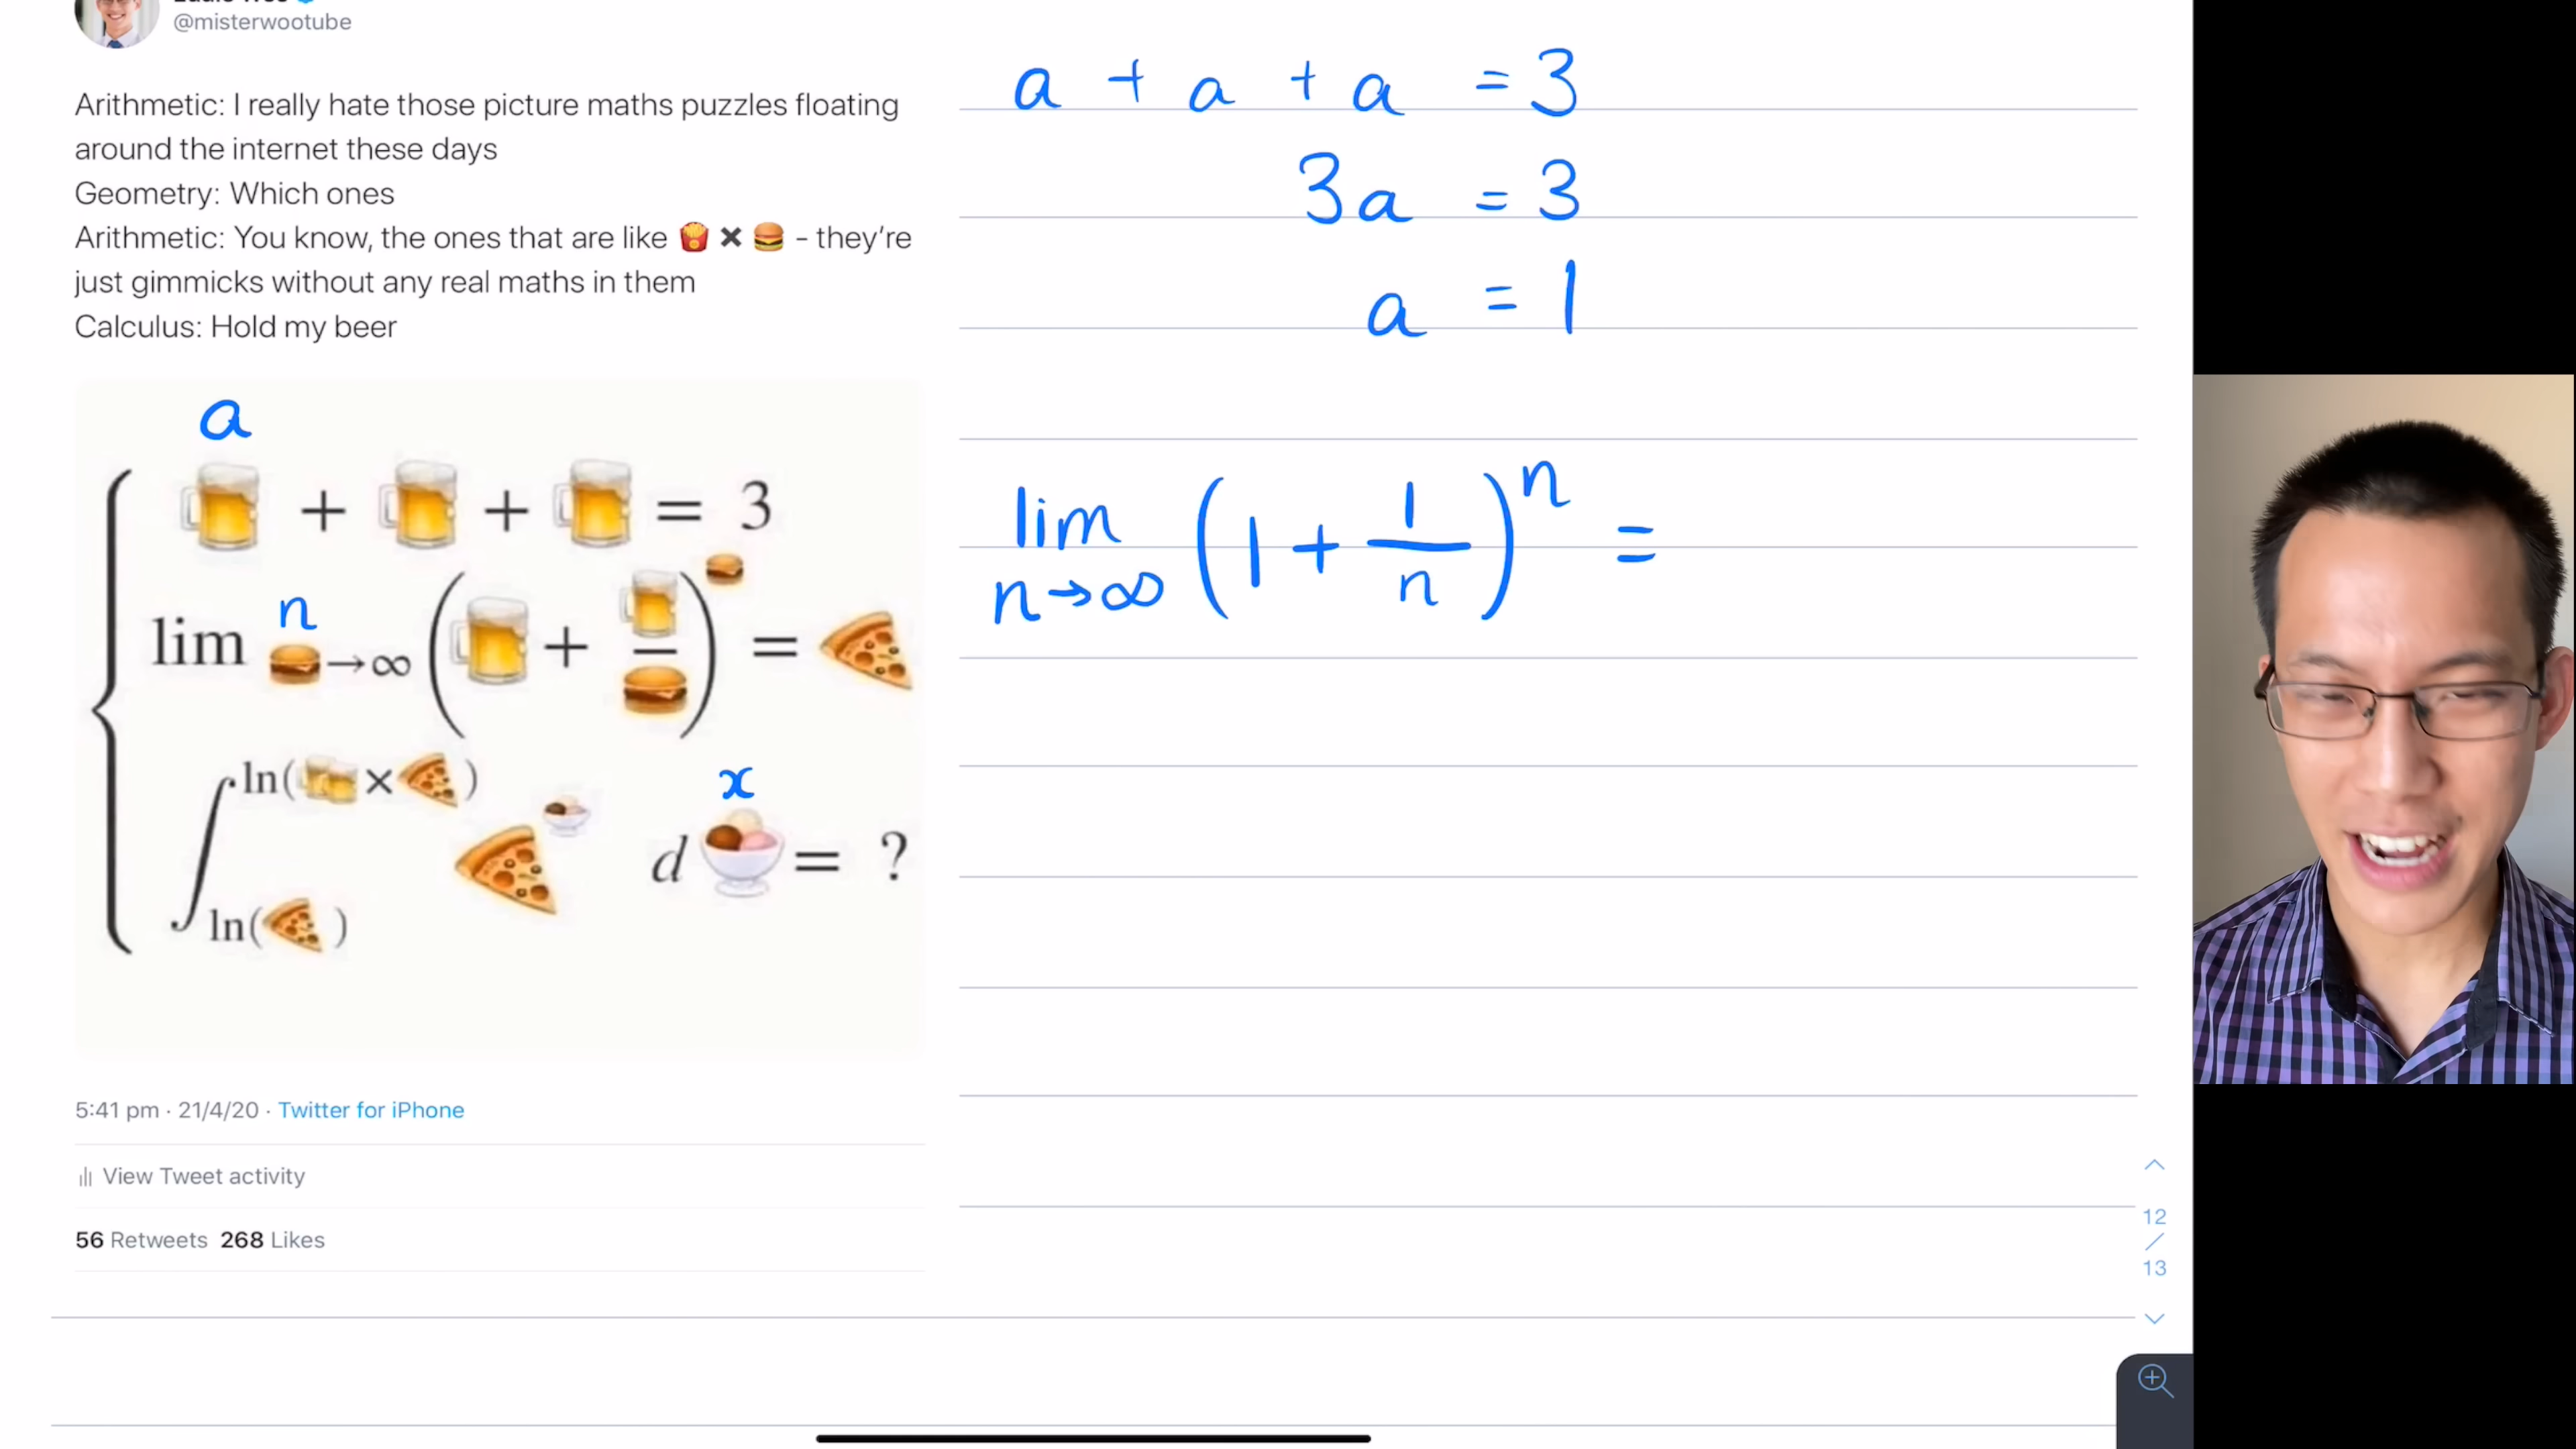 @misterwootube
Arithmetic: I really hate those picture maths puzzles floating
around the internet these days
Geometry: Which ones
Arithmetic: You know, the ones that are like 🍟 ✖ 🍔 – they’re
just gimmicks without any real maths in them
Calculus: Hold my beer
a
🍺 + 🍺 + 🍺 = 3
n
lim 🍔→∞ (🍺 + 🍺/🍔)^🍔 = 🍕
x
∫ ln(🍻×🍕) 🍕^🍨 d🍨 = ?
ln(🍕)
5:41 pm · 21/4/20 · Twitter for iPhone
View Tweet activity
56 Retweets 268 Likes
a + a + a = 3
3a = 3
a = 1
lim n→∞ (1 + 1/n)^n =
12
/
13